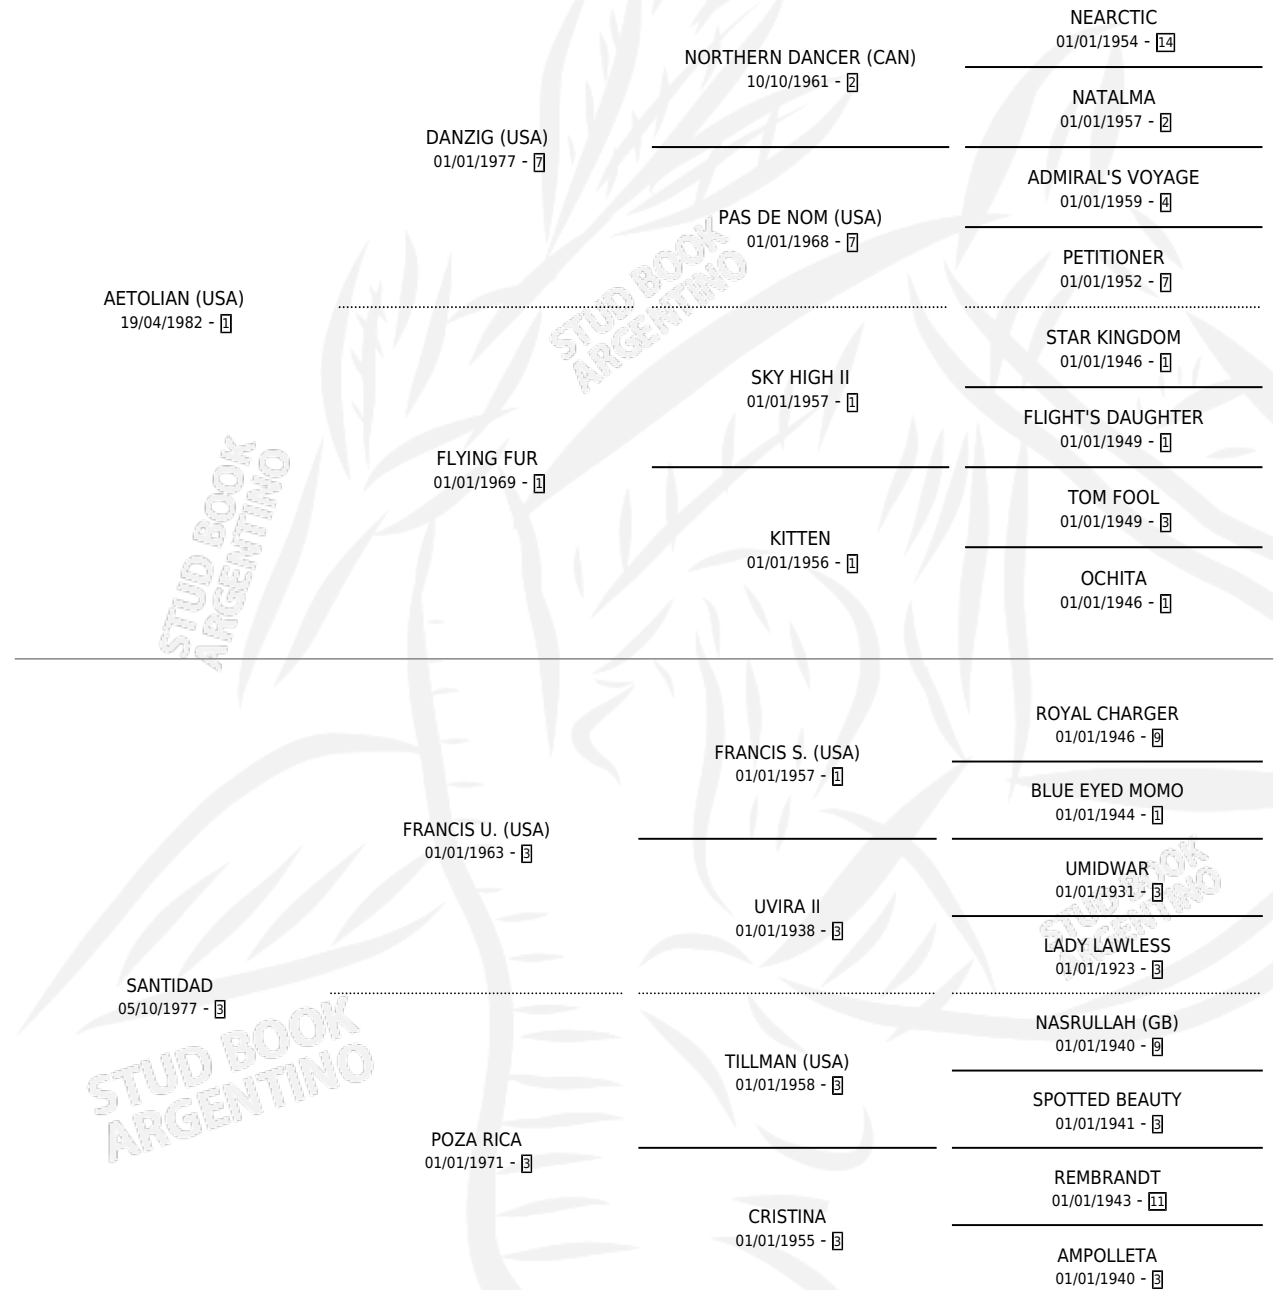 NEARCTIC
01/01/1954 - 14
NORTHERN DANCER (CAN)
10/10/1961 - 2
NATALMA
01/01/1957 - 2
DANZIG (USA)
01/01/1977 - 7
ADMIRAL'S VOYAGE
01/01/1959 - 4
PAS DE NOM (USA)
01/01/1968 - 7
PETITIONER
01/01/1952 - 7
AETOLIAN (USA)
19/04/1982 - 1
STUD BOOK
ARGENTINO
STAR KINGDOM
01/01/1946 - 1
SKY HIGH II
01/01/1957 - 1
FLIGHT'S DAUGHTER
01/01/1949 - 1
FLYING FUR
01/01/1969 - 1
TOM FOOL
01/01/1949 - 3
KITTEN
01/01/1956 - 1
OCHITA
01/01/1946 - 1
STUD BOOK
ARGENTINO
ROYAL CHARGER
01/01/1946 - 9
FRANCIS S. (USA)
01/01/1957 - 1
BLUE EYED MOMO
01/01/1944 - 1
FRANCIS U. (USA)
01/01/1963 - 3
UMIDWAR
01/01/1931 - 3
UVIRA II
01/01/1938 - 3
STUD BOOK
ARGENTINO
LADY LAWLESS
01/01/1923 - 3
SANTIDAD
05/10/1977 - 3
STUD BOOK
ARGENTINO
NASRULLAH (GB)
01/01/1940 - 9
TILLMAN (USA)
01/01/1958 - 3
SPOTTED BEAUTY
01/01/1941 - 3
POZA RICA
01/01/1971 - 3
REMBRANDT
01/01/1943 - 11
CRISTINA
01/01/1955 - 3
AMPOLLETA
01/01/1940 - 3